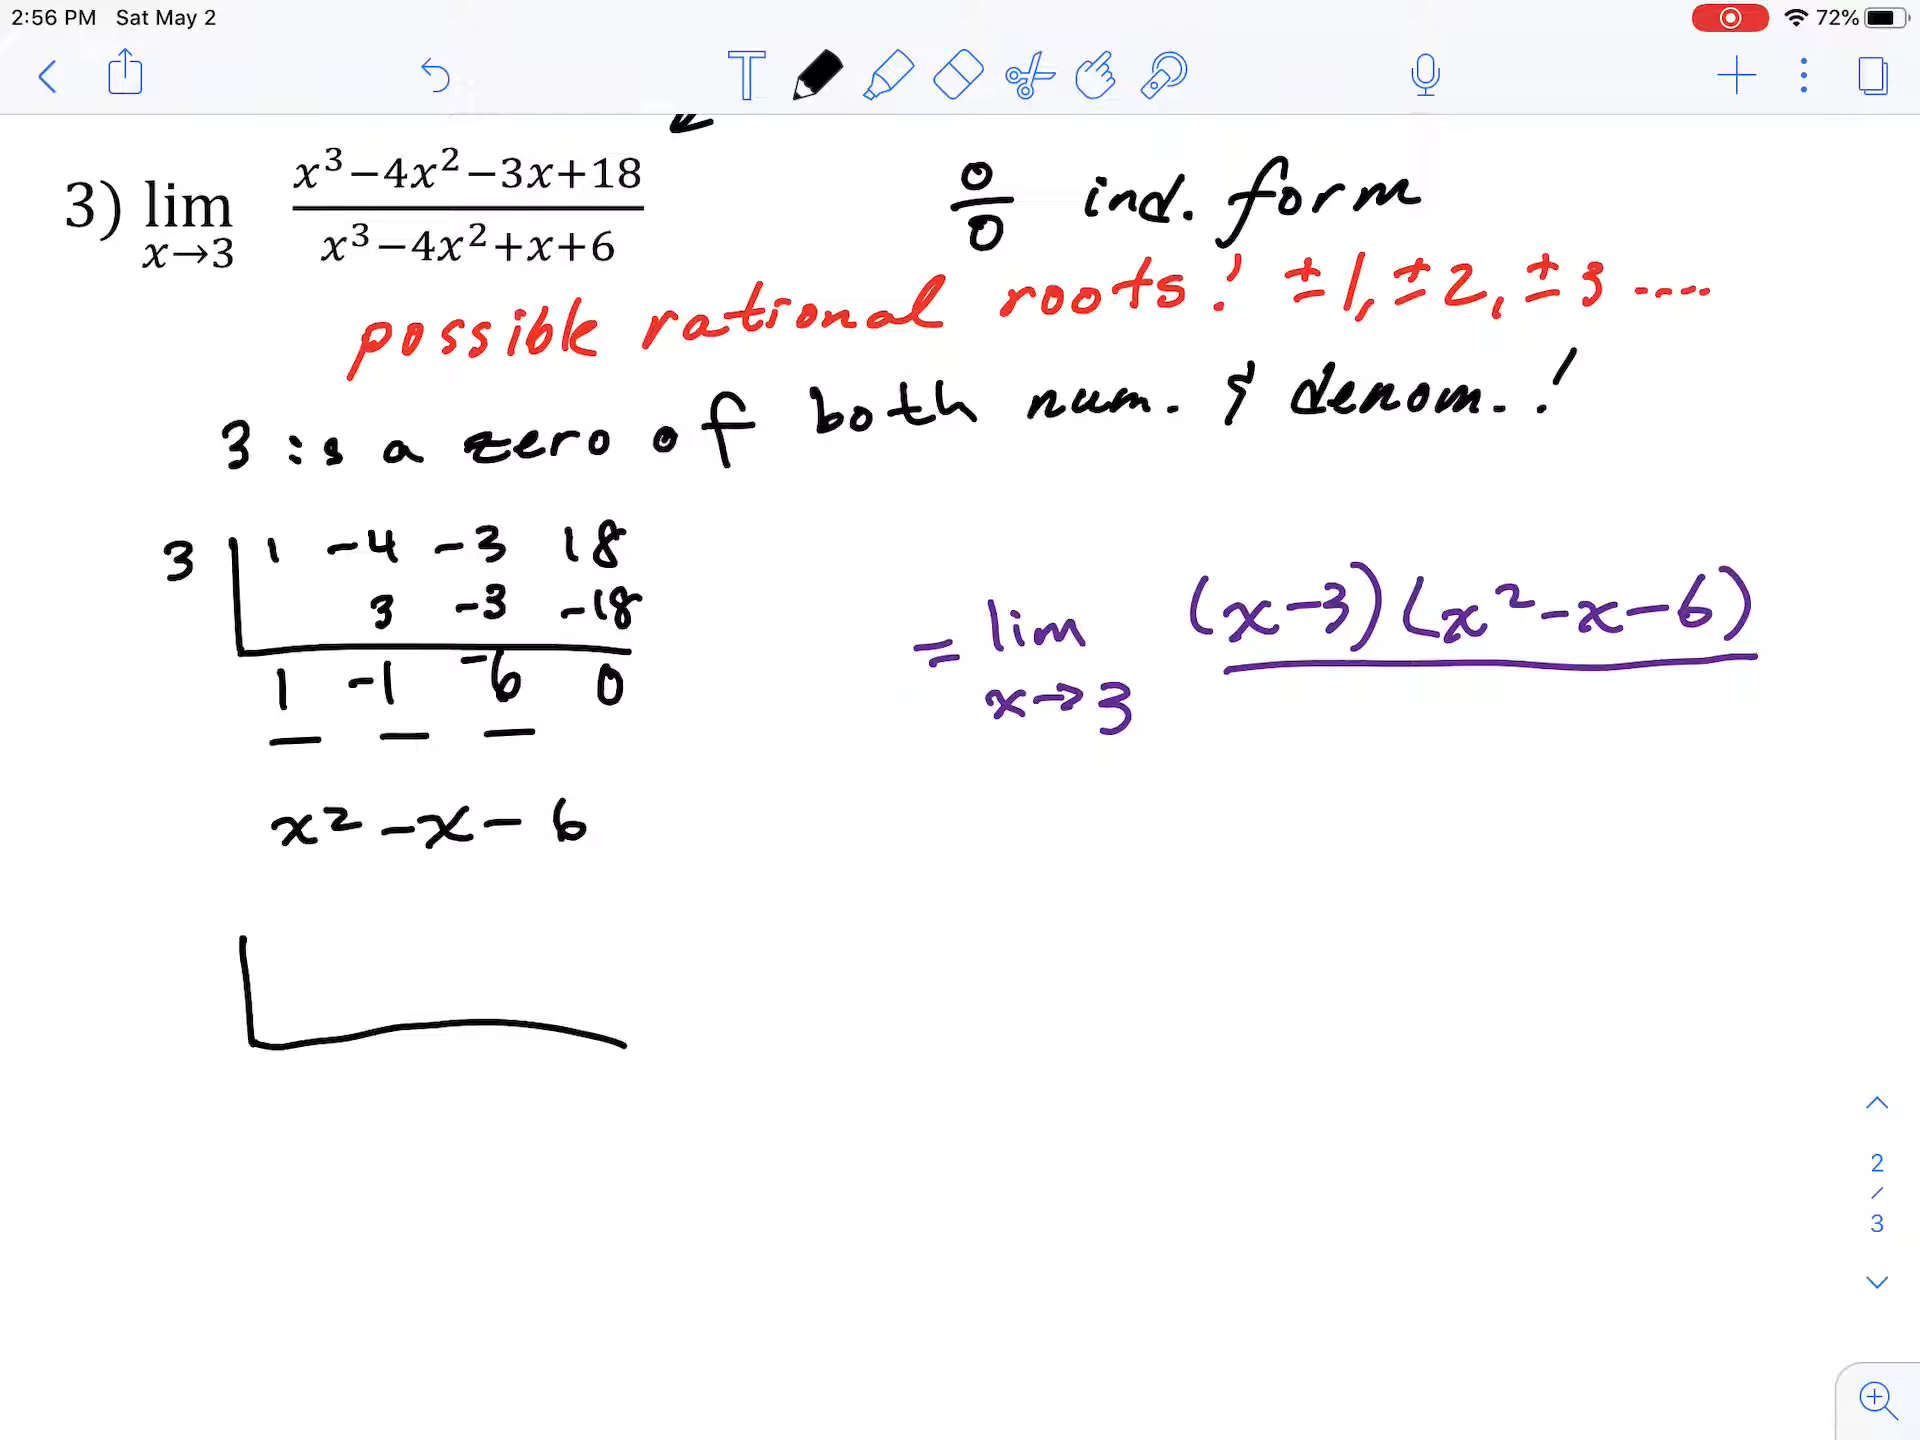 2:56 PM Sat May 2
72%
T
3) lim x→3 (x³−4x²−3x+18)/(x³−4x²+x+6)
0/0 ind. form
possible rational roots: ±1, ±2, ±3 ....
3 is a zero of both num. & denom.!
3 | 1 −4 −3 18
3 −3 −18
1 −1 −6 0
x² − x − 6
= lim x→3 (x−3)(x²−x−6)
2
/
3